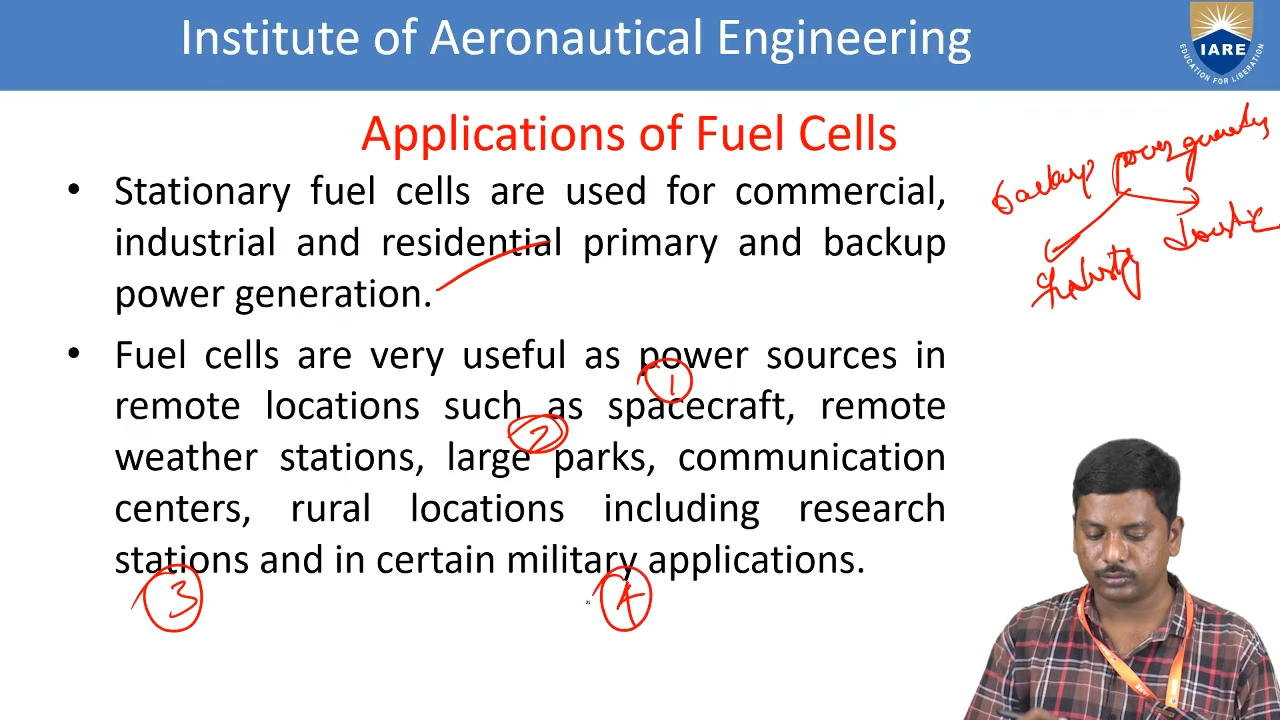 Institute of Aeronautical Engineering
IARE
EDUCATION FOR LIBERATION
Applications of Fuel Cells
• Stationary fuel cells are used for commercial,
industrial and residential primary and backup
power generation.
• Fuel cells are very useful as power sources in
remote locations such as spacecraft, remote
weather stations, large parks, communication
centers, rural locations including research
stations and in certain military applications.
Backup power
Industry
1
2
3
4